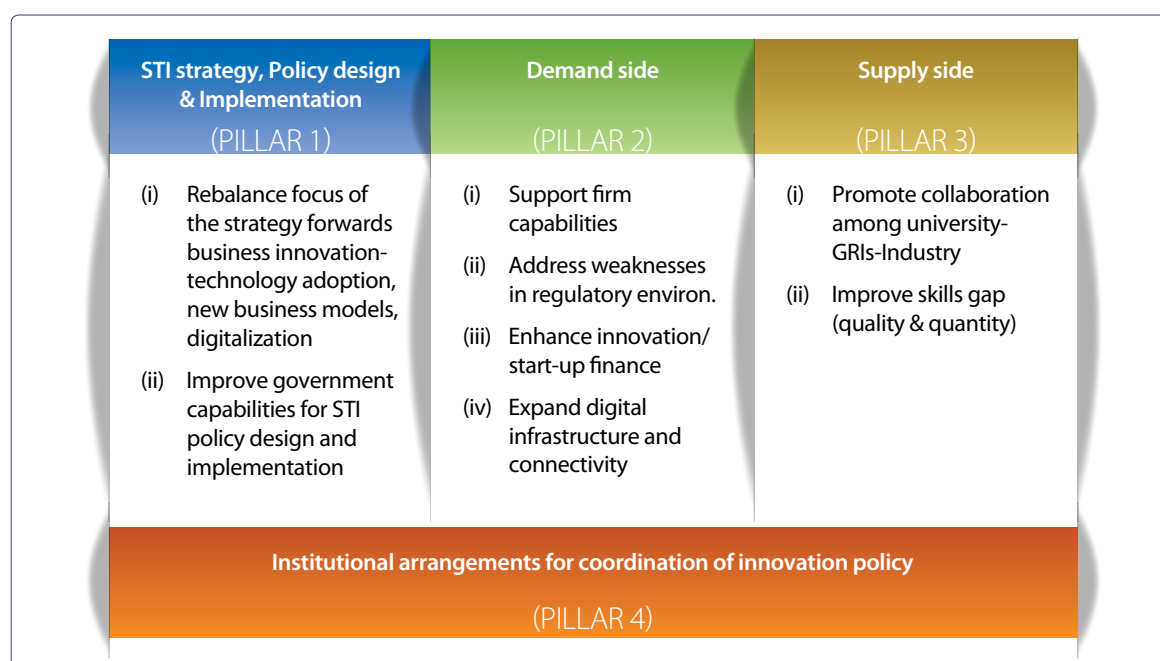 STI strategy, Policy design
& Implementation
(PILLAR 1)
(i) Rebalance focus of
the strategy forwards
business innovation-
technology adoption,
new business models,
digitalization
(ii) Improve government
capabilities for STI
policy design and
implementation
Demand side
(PILLAR 2)
(i) Support firm
capabilities
(ii) Address weaknesses
in regulatory environ.
(iii) Enhance innovation/
start-up finance
(iv) Expand digital
infrastructure and
connectivity
Supply side
(PILLAR 3)
(i) Promote collaboration
among university-
GRIs-Industry
(ii) Improve skills gap
(quality & quantity)
Institutional arrangements for coordination of innovation policy
(PILLAR 4)